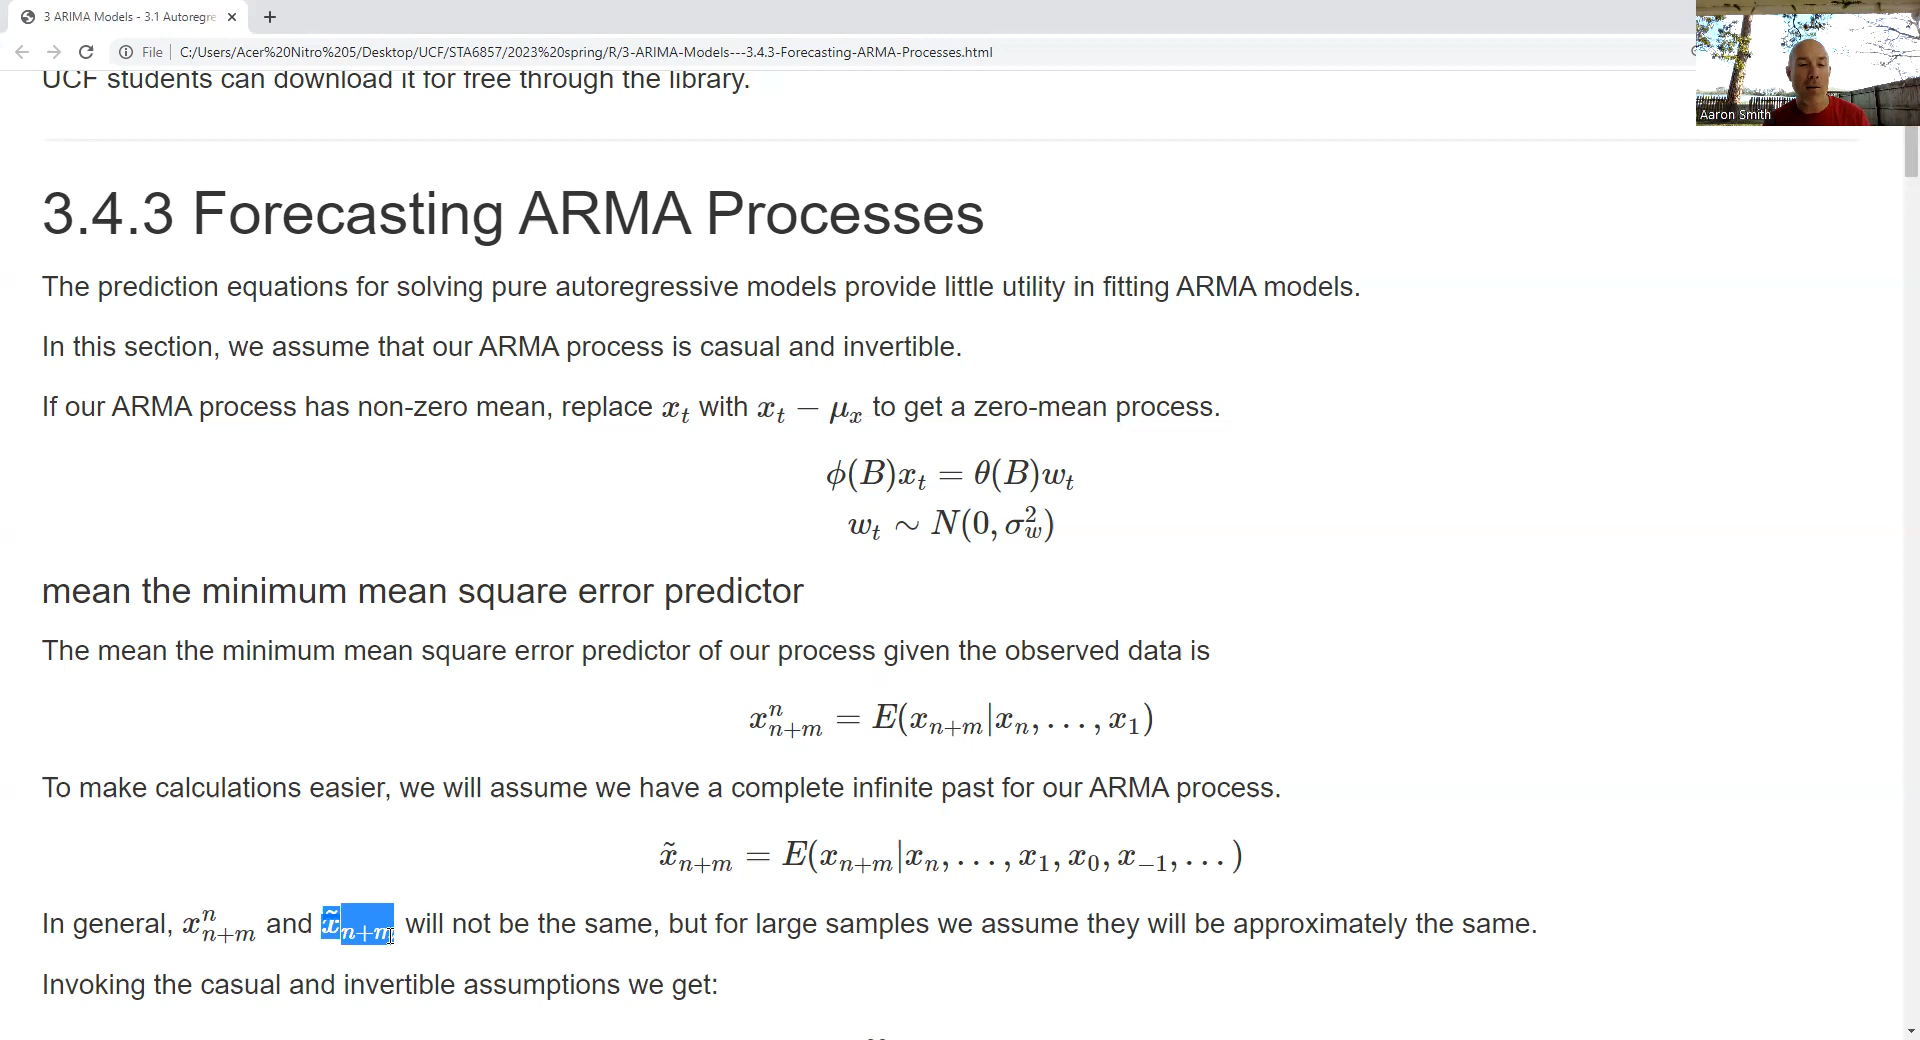 3 ARIMA Models - 3.1 Autoregre
File C:/Users/Acer%20Nitro%205/Desktop/UCF/STA6857/2023%20spring/R/3-ARIMA-Models---3.4.3-Forecasting-ARMA-Processes.html
Aaron Smith
UCF students can download it for free through the library.
3.4.3 Forecasting ARMA Processes
The prediction equations for solving pure autoregressive models provide little utility in fitting ARMA models.
In this section, we assume that our ARMA process is casual and invertible.
If our ARMA process has non-zero mean, replace x_t with x_t − μ_x to get a zero-mean process.
ϕ(B)x_t = θ(B)w_t
w_t ∼ N(0, σ_w^2)
mean the minimum mean square error predictor
The mean the minimum mean square error predictor of our process given the observed data is
x_{n+m}^n = E(x_{n+m}|x_n, . . . , x_1)
To make calculations easier, we will assume we have a complete infinite past for our ARMA process.
x̃_{n+m} = E(x_{n+m}|x_n, . . . , x_1, x_0, x_{−1}, . . . )
In general, x_{n+m}^n and x̃_{n+m} will not be the same, but for large samples we assume they will be approximately the same.
Invoking the casual and invertible assumptions we get: